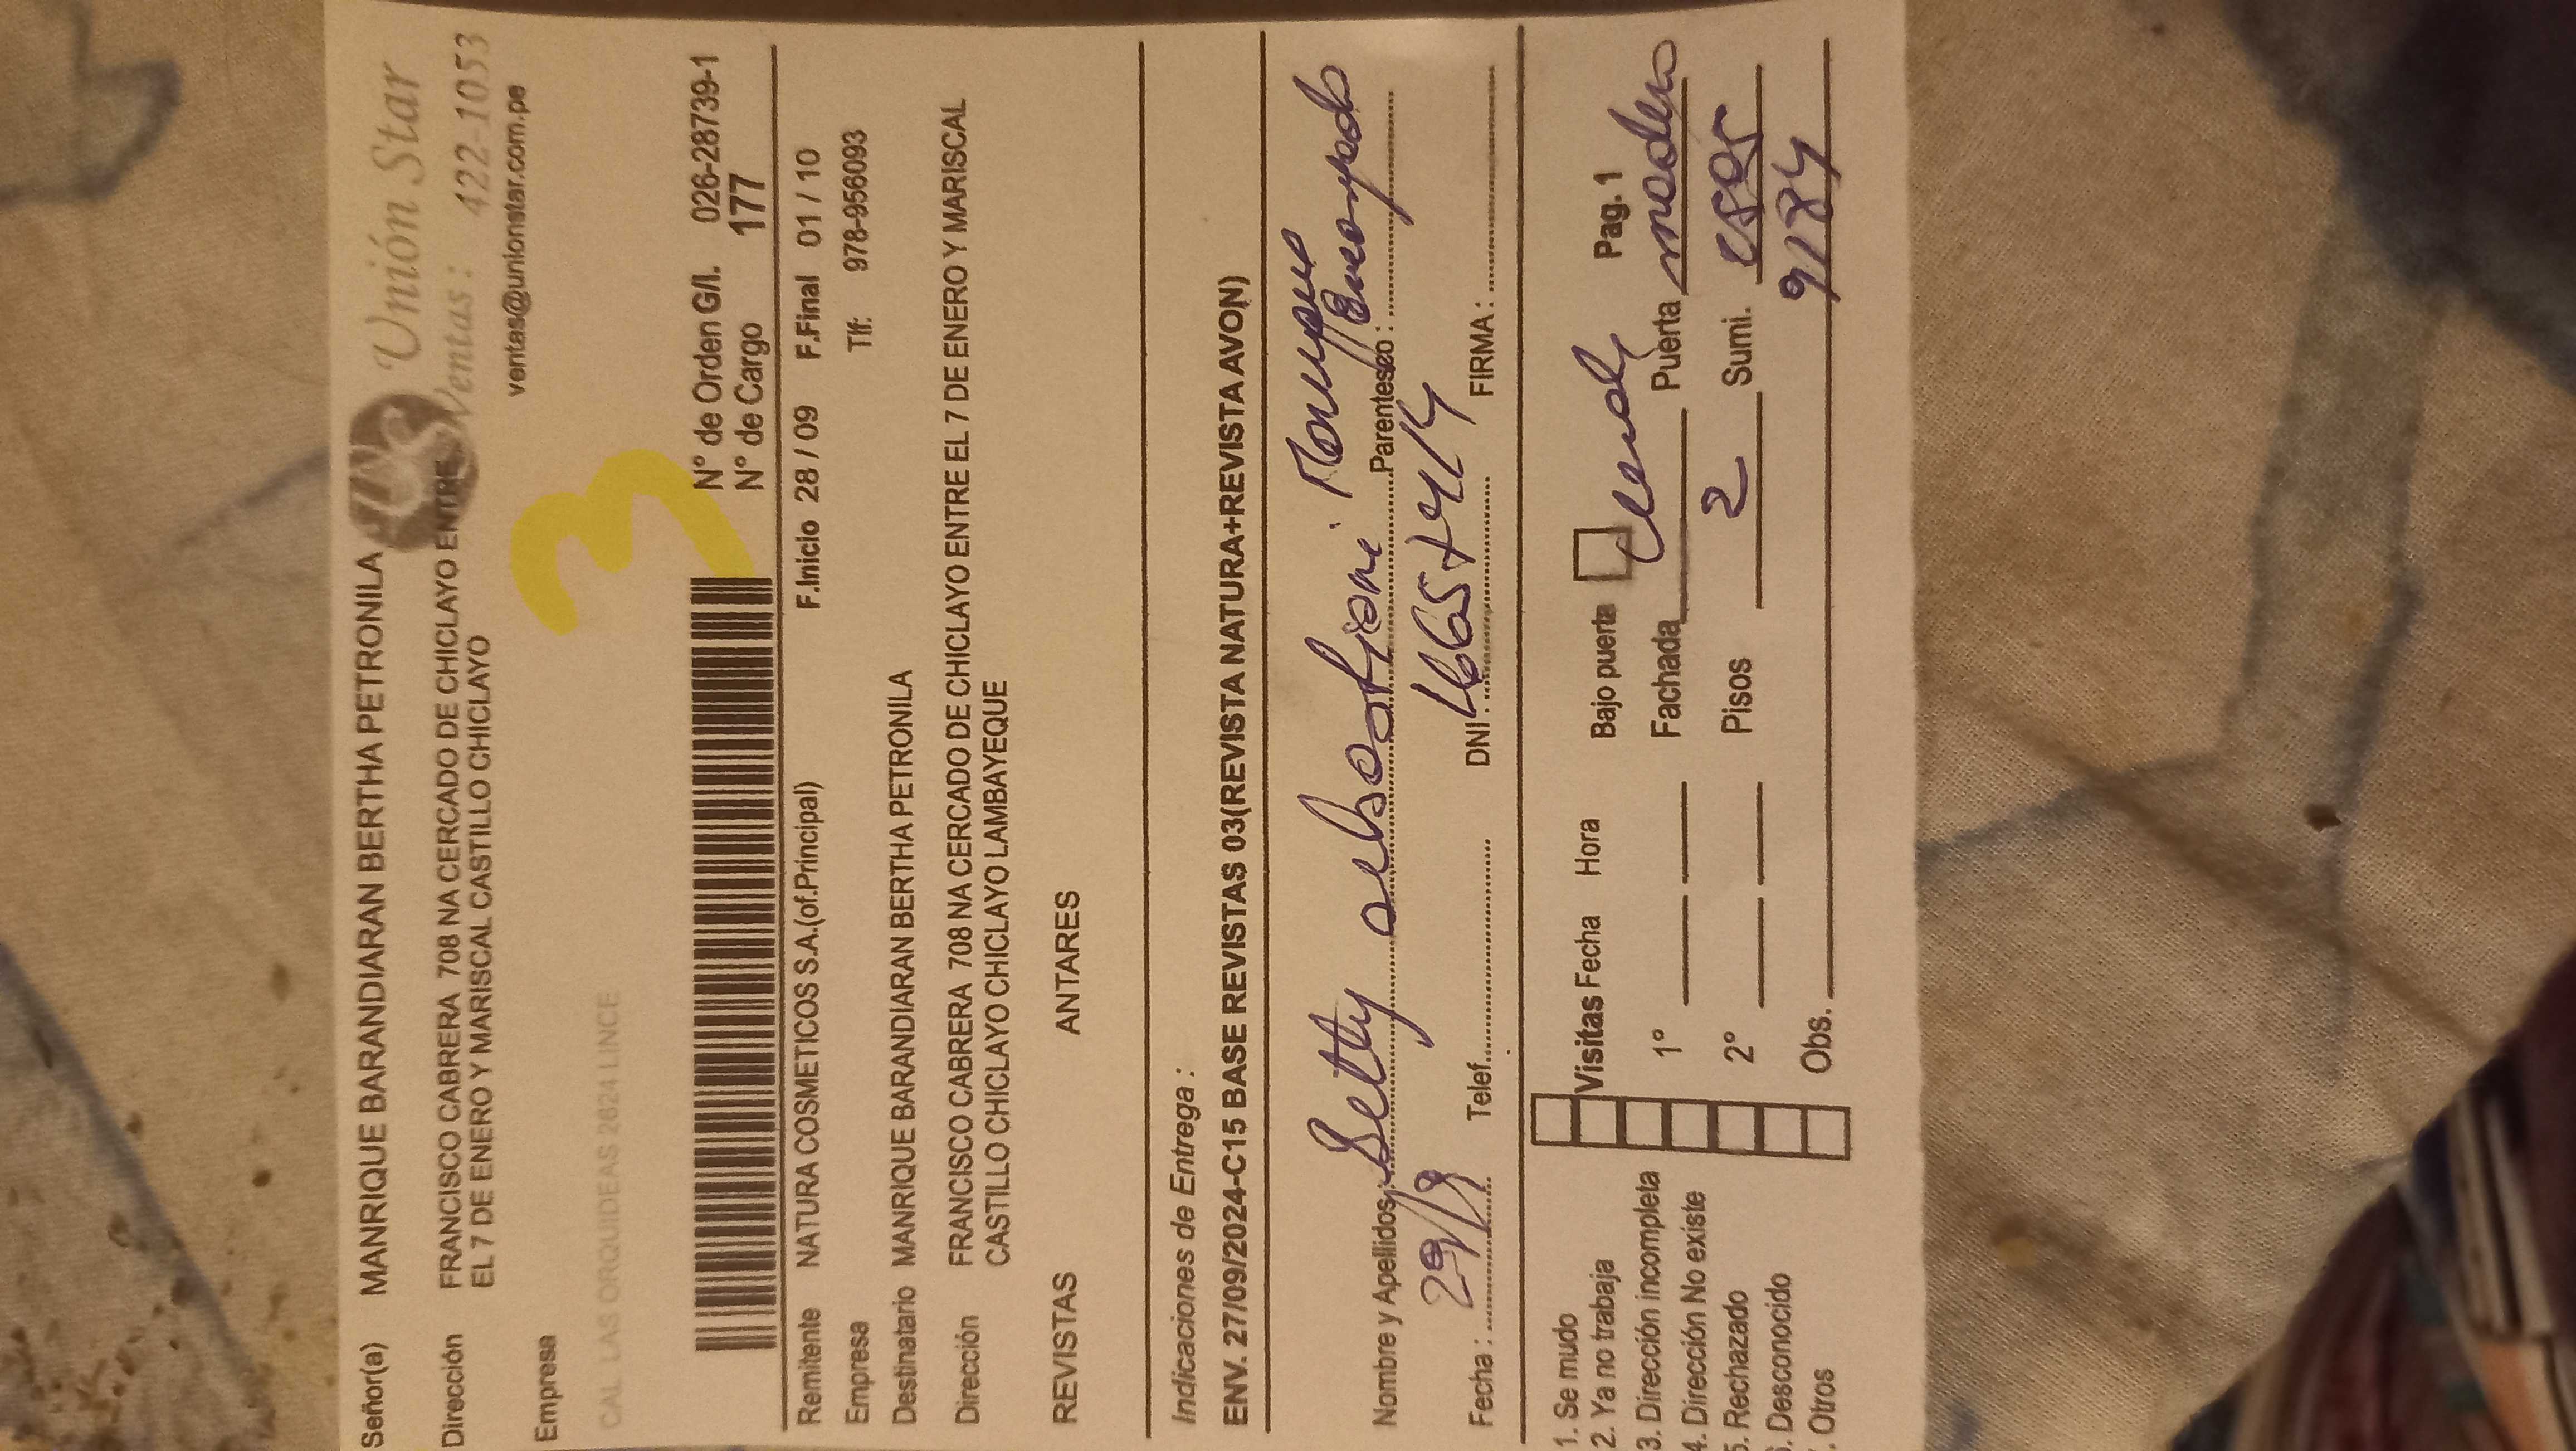 Señor(a) MANRIQUE BARANDIARAN BERTHA PETRONILA
Unión Star
Ventas : 422-1053
ventas@unionstar.com.pe
Dirección FRANCISCO CABRERA 708 NA CERCADO DE CHICLAYO ENTRE
EL 7 DE ENERO Y MARISCAL CASTILLO CHICLAYO
Empresa
3
CAL LAS ORQUIDEAS 2624 LINCE
N° de Orden G/I. 026-28739-1
N° de Cargo 177
Remitente NATURA COSMETICOS S.A.(of.Principal) F.Inicio 28 / 09 F.Final 01 / 10
Empresa Tlf: 978-956093
Destinatario MANRIQUE BARANDIARAN BERTHA PETRONILA
Dirección FRANCISCO CABRERA 708 NA CERCADO DE CHICLAYO ENTRE EL 7 DE ENERO Y MARISCAL
CASTILLO CHICLAYO CHICLAYO LAMBAYEQUE
REVISTAS ANTARES
Indicaciones de Entrega :
ENV. 27/09/2024-C15 BASE REVISTAS 03(REVISTA NATURA+REVISTA AVON)
Nombre y Apellidos: Betty Parentesco :
Fecha : 29/9 Telef. DNI : FIRMA :
1. Se mudo
2. Ya no trabaja
3. Dirección incompleta
4. Dirección No existe
5. Rechazado
. Desconocido
. Otros
Visitas Fecha Hora Bajo puerta Pag. 1
1° Fachada Puerta
2° Pisos 2 Sumi.
Obs. 9184